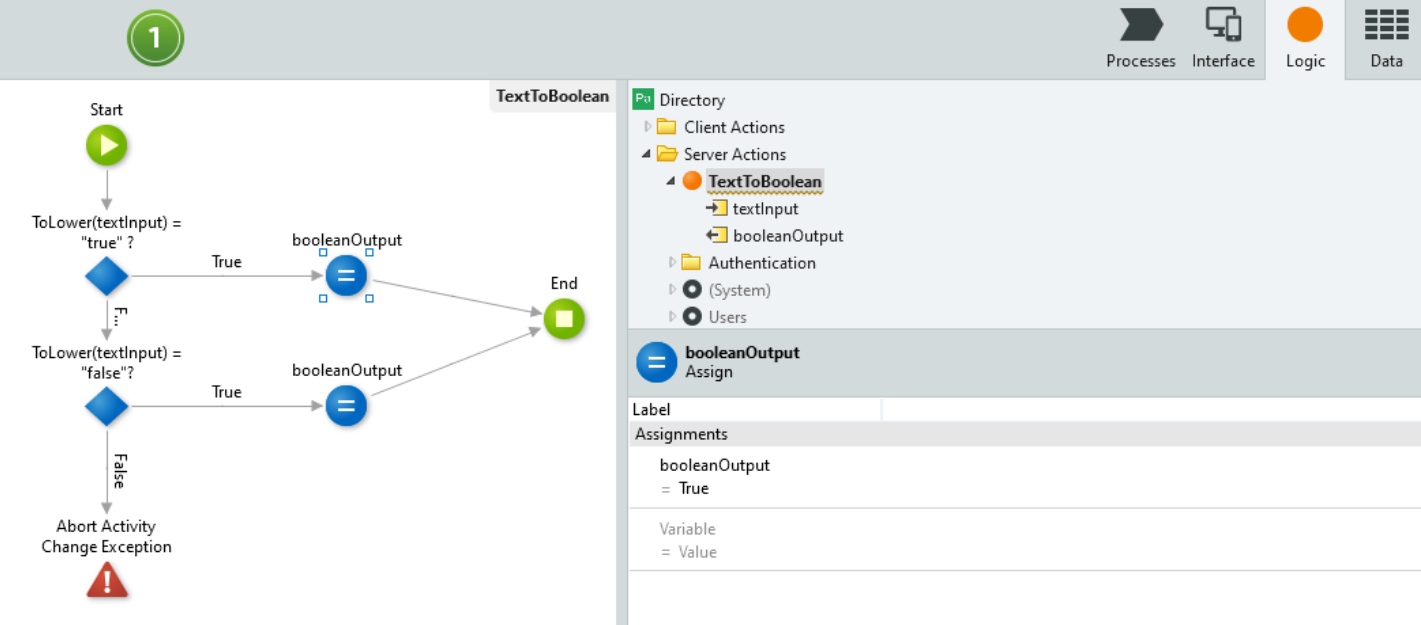 1
Processes
Interface
Logic
Data
TextToBoolean
Start
ToLower(textInput) =
"true" ?
True
booleanOutput
F...
End
ToLower(textInput) =
"false"?
True
booleanOutput
False
Abort Activity
Change Exception
Pa Directory
Client Actions
Server Actions
TextToBoolean
textInput
booleanOutput
Authentication
(System)
Users
booleanOutput
Assign
Label
Assignments
booleanOutput
= True
Variable
= Value